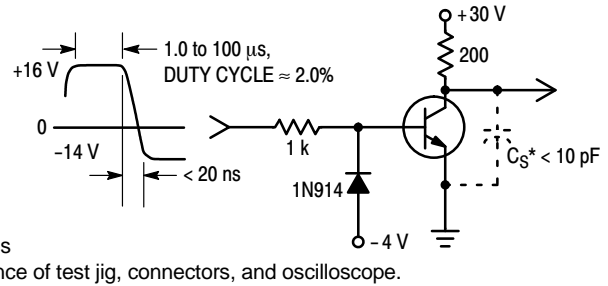 +30 V
200
1.0 to 100 μs,
DUTY CYCLE ≈ 2.0%
+16 V
0
−14 V
< 20 ns
1 k
1N914
−4 V
CS* < 10 pF
nce of test jig, connectors, and oscilloscope.